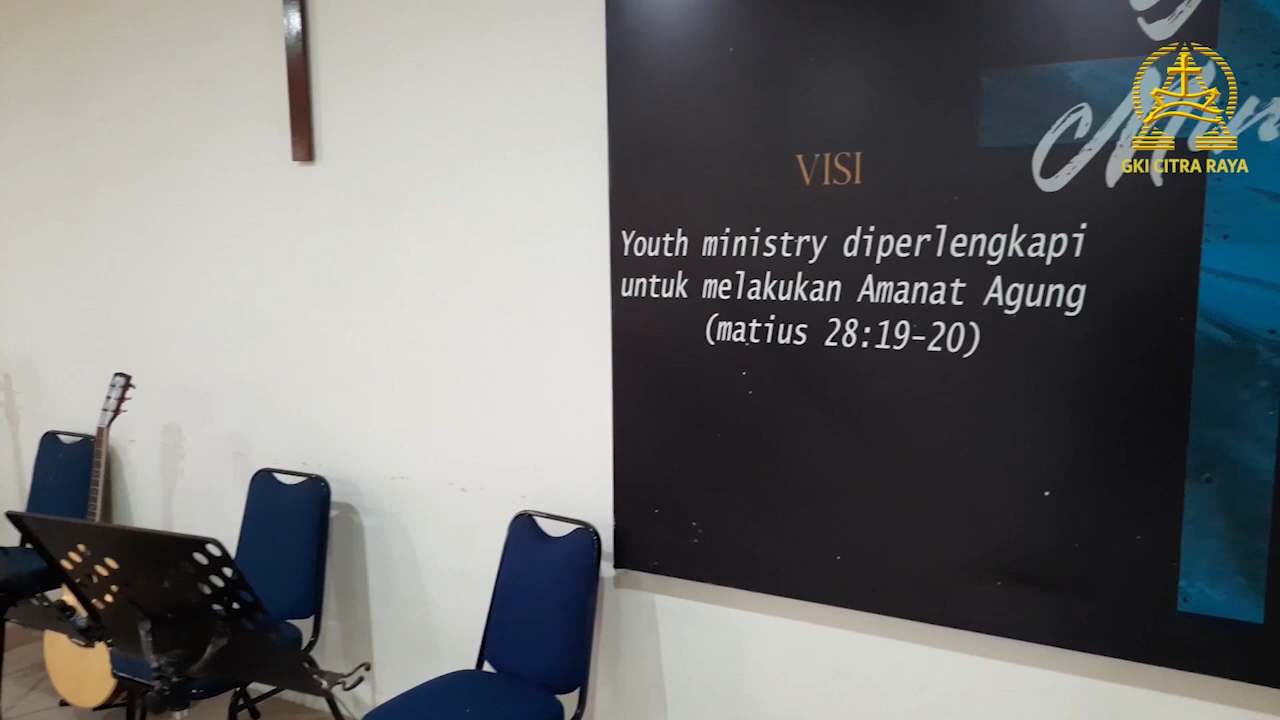 GKI CITRA RAYA
VISI
Youth ministry diperlengkapi
untuk melakukan Amanat Agung
(matius 28:19-20)